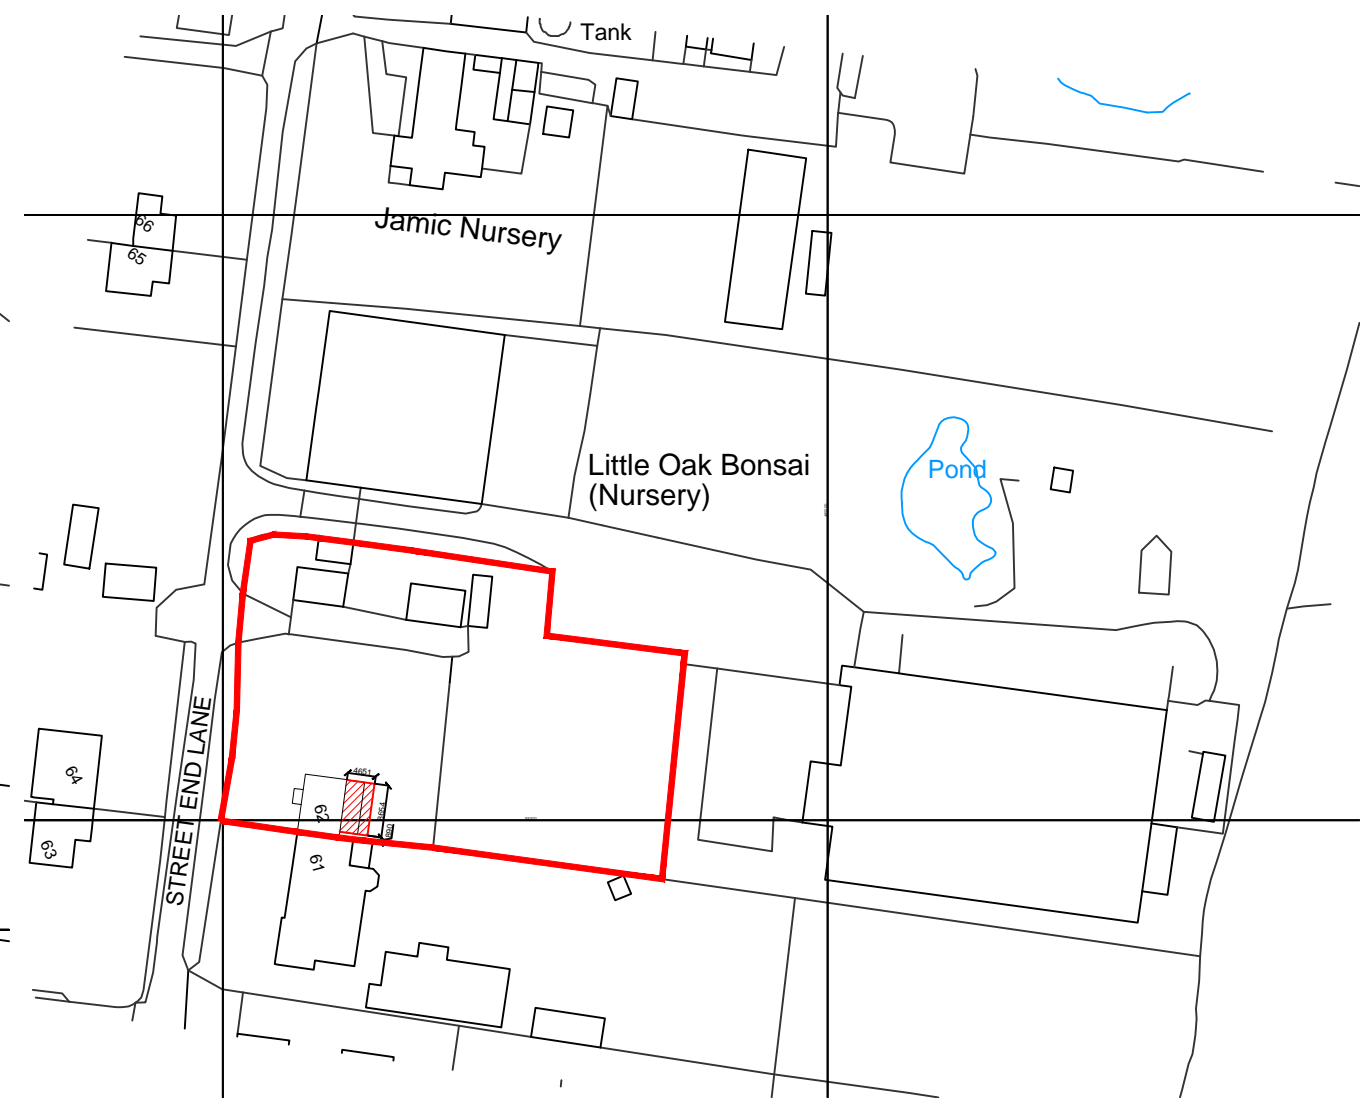 Tank
66
Jamic Nursery
65
Little Oak Bonsai
(Nursery)
Pond
STREET END LANE
64
4651
62
63
61